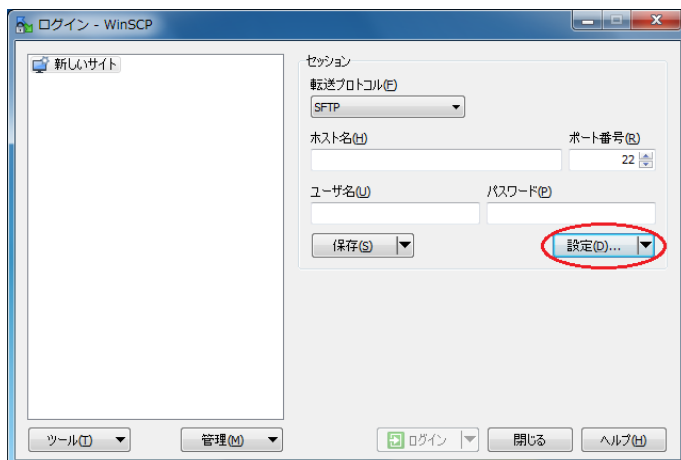 ログイン - WinSCP
新しいサイト
セッション
転送プロトコル(F)
SFTP
ホスト名(H) ポート番号(R)
22
ユーザ名(U) パスワード(P)
保存(S) 設定(D)...
ツール(T) 管理(M) ログイン 閉じる ヘルプ(H)